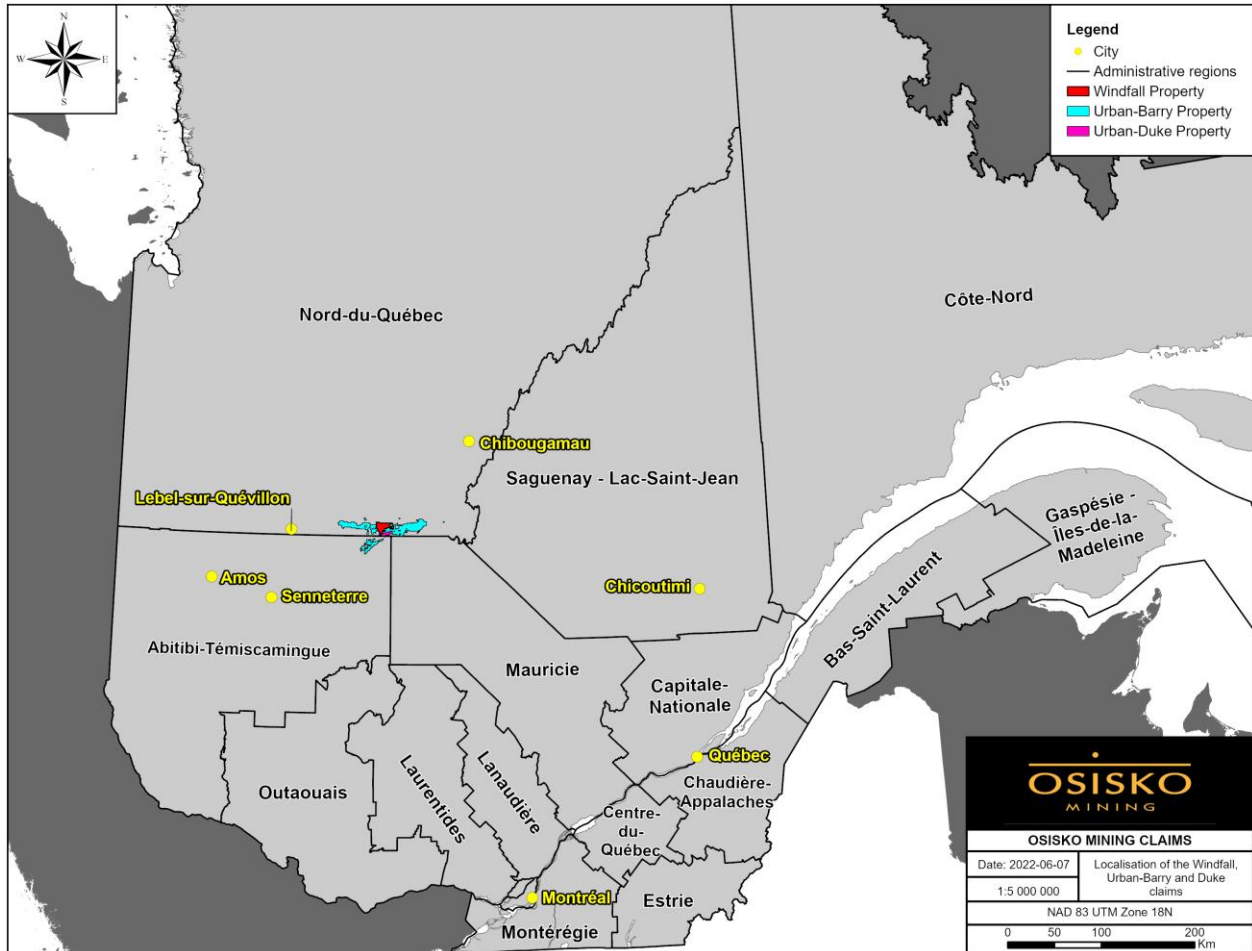 N
W
E
S
Legend
City
Administrative regions
Windfall Property
Urban-Barry Property
Urban-Duke Property
Nord-du-Québec
Côte-Nord
Chibougamau
Saguenay - Lac-Saint-Jean
Lebel-sur-Quévillon
Gaspésie -
Îles-de-la-
Madeleine
Amos
Senneterre
Chicoutimi
Abitibi-Témiscamingue
Bas-Saint-Laurent
Mauricie
Capitale-
Nationale
Québec
Chaudière-
Appalaches
Outaouais
Laurentides
Lanaudière
Centre-
du-
Québec
Montréal
Estrie
Montérégie
OSISKO
MINING
OSISKO MINING CLAIMS
Date: 2022-06-07
1:5 000 000
Localisation of the Windfall,
Urban-Barry and Duke
claims
NAD 83 UTM Zone 18N
0 50 100 200
Km